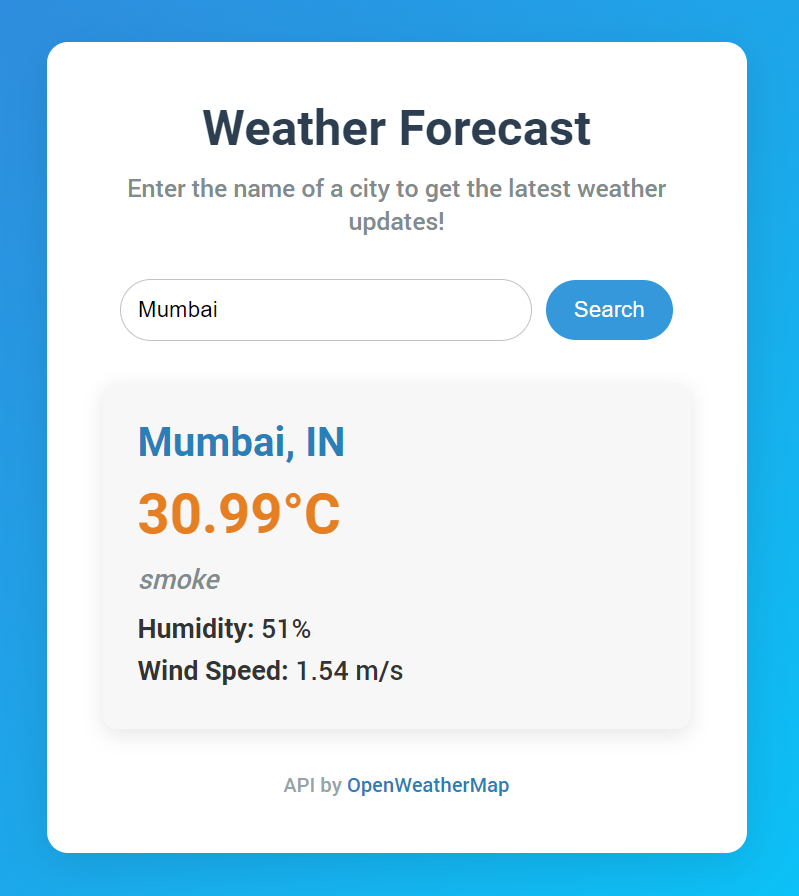 Weather Forecast
Enter the name of a city to get the latest weather
updates!
Mumbai
Search
Mumbai, IN
30.99°C
smoke
Humidity: 51%
Wind Speed: 1.54 m/s
API by OpenWeatherMap